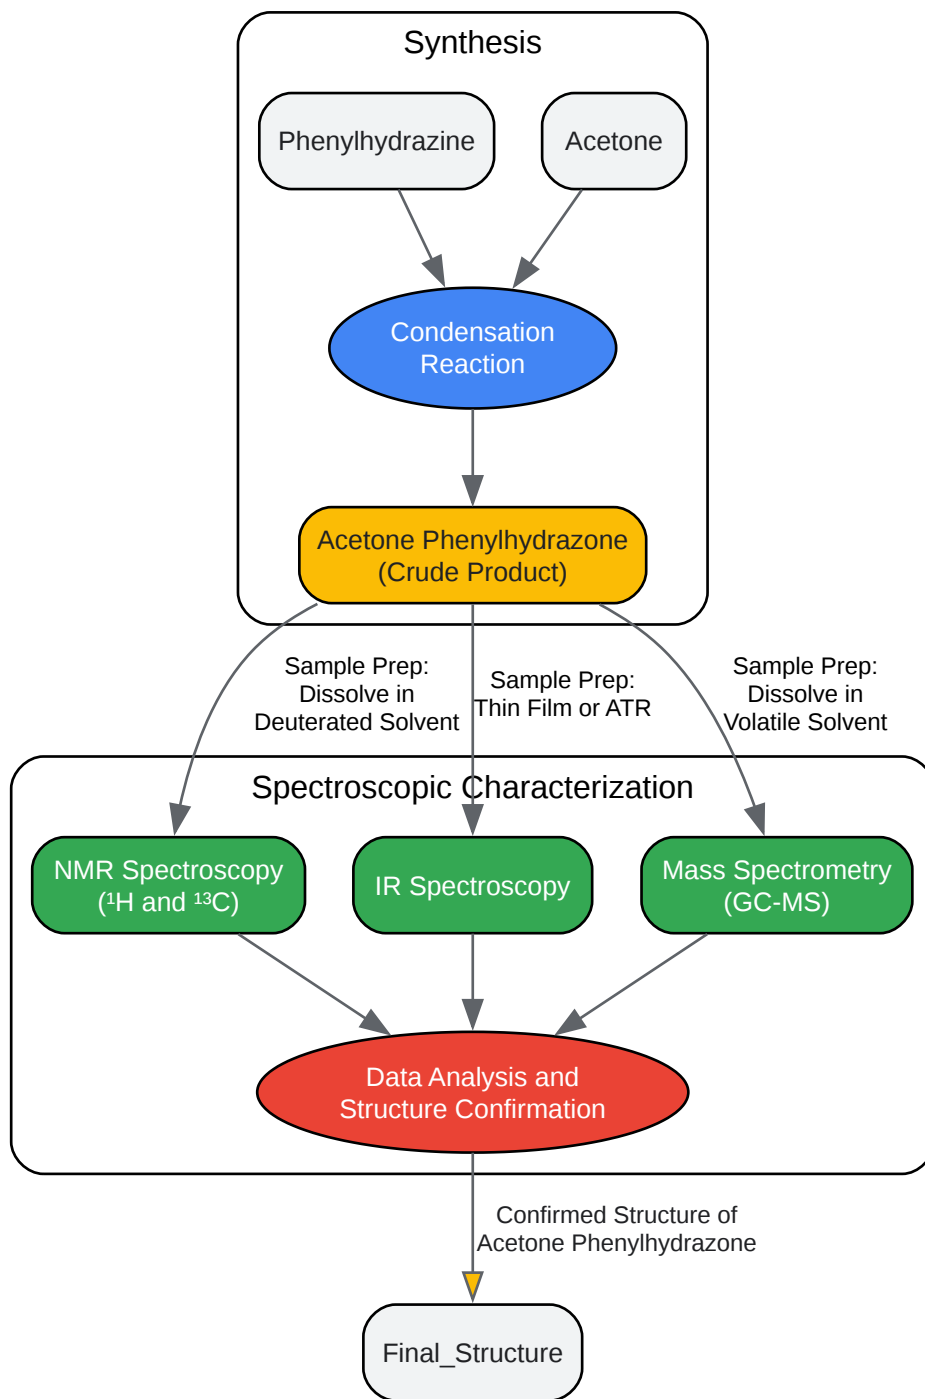 Synthesis
Phenylhydrazine
Acetone
Condensation
Reaction
Acetone Phenylhydrazone
(Crude Product)
Sample Prep:
Dissolve in
Deuterated Solvent
Sample Prep:
Thin Film or ATR
Sample Prep:
Dissolve in
Volatile Solvent
Spectroscopic Characterization
NMR Spectroscopy
(¹H and ¹³C)
IR Spectroscopy
Mass Spectrometry
(GC-MS)
Data Analysis and
Structure Confirmation
Confirmed Structure of
Acetone Phenylhydrazone
Final_Structure